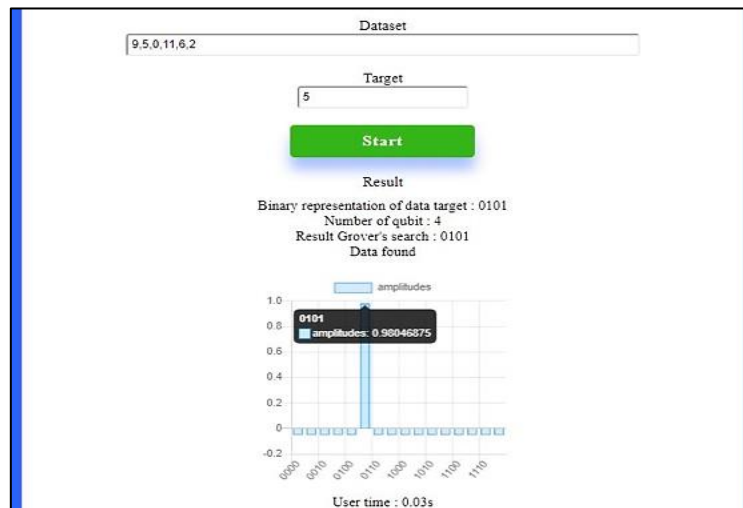 Dataset
9,5,0,11,6,2
Target
5
Start
Result
Binary representation of data target : 0101
Number of qubit : 4
Result Grover's search : 0101
Data found
amplitudes
1.0
0101
amplitudes: 0.98046875
0.8
0.6
0.4
0.2
0
-0.2
0000 0010 0100 0110 1000 1010 1100 1110
User time : 0.03s